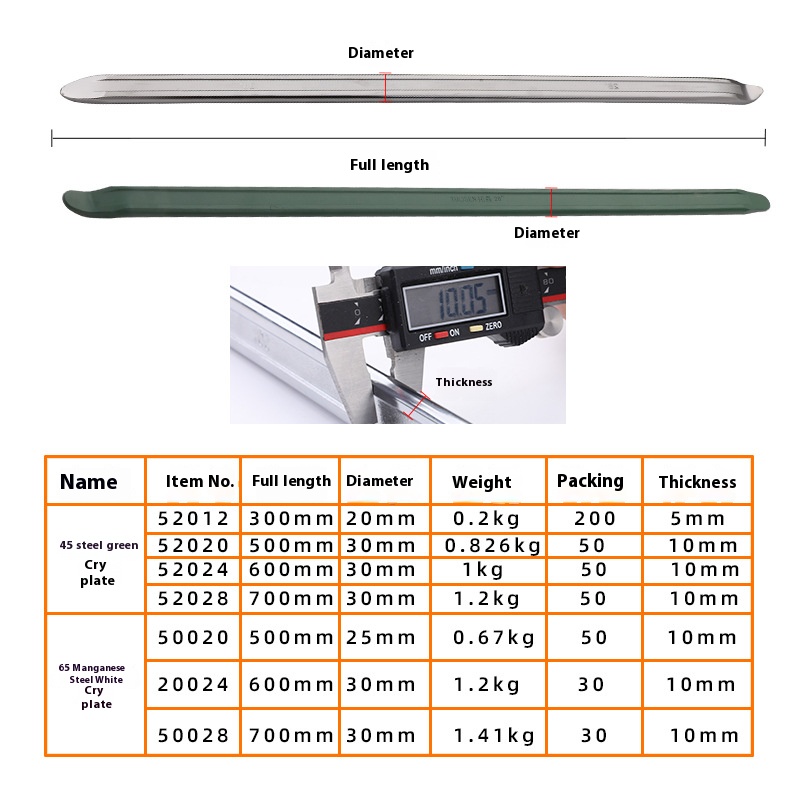 Diameter
Full length
Diameter
mm/inch
10.05
OFF ON ZERO
Thickness
Name Item No. Full length Diameter Weight Packing Thickness
45 steel green
Cry
plate
52012 300mm 20mm 0.2kg 200 5mm
52020 500mm 30mm 0.826kg 50 10mm
52024 600mm 30mm 1kg 50 10mm
52028 700mm 30mm 1.2kg 50 10mm
65 Manganese
Steel White
Cry
plate
50020 500mm 25mm 0.67kg 50 10mm
20024 600mm 30mm 1.2kg 30 10mm
50028 700mm 30mm 1.41kg 30 10mm